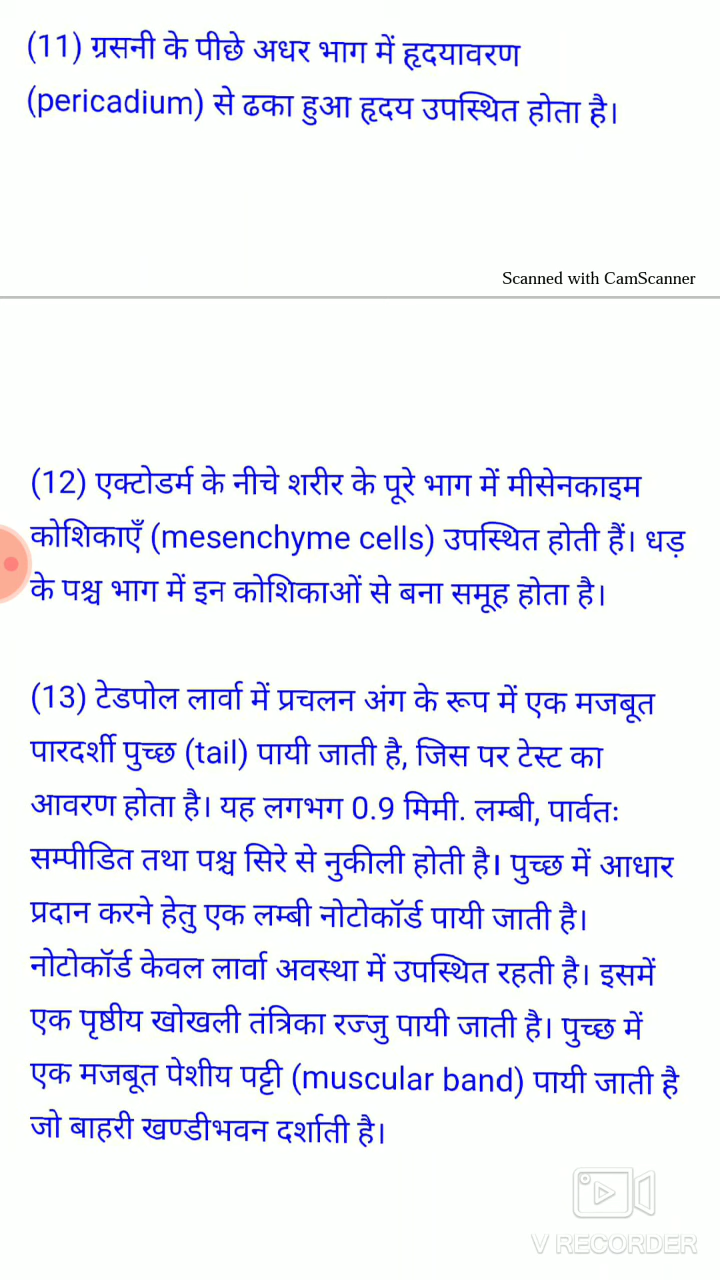 (11) ग्रसनी के पीछे अधर भाग में हृदयावरण
(pericadium) से ढका हुआ हृदय उपस्थित होता है।
Scanned with CamScanner
(12) एक्टोडर्म के नीचे शरीर के पूरे भाग में मीसेनकाइम
कोशिकाएँ (mesenchyme cells) उपस्थित होती हैं। धड़
के पश्च भाग में इन कोशिकाओं से बना समूह होता है।
(13) टेडपोल लार्वा में प्रचलन अंग के रूप में एक मजबूत
पारदर्शी पुच्छ (tail) पायी जाती है, जिस पर टेस्ट का
आवरण होता है। यह लगभग 0.9 मिमी. लम्बी, पार्वतः
सम्पीडित तथा पश्च सिरे से नुकीली होती है। पुच्छ में आधार
प्रदान करने हेतु एक लम्बी नोटोकॉर्ड पायी जाती है।
नोटोकॉर्ड केवल लार्वा अवस्था में उपस्थित रहती है। इसमें
एक पृष्ठीय खोखली तंत्रिका रज्जु पायी जाती है। पुच्छ में
एक मजबूत पेशीय पट्टी (muscular band) पायी जाती है
जो बाहरी खण्डीभवन दर्शाती है।
V RECORDER